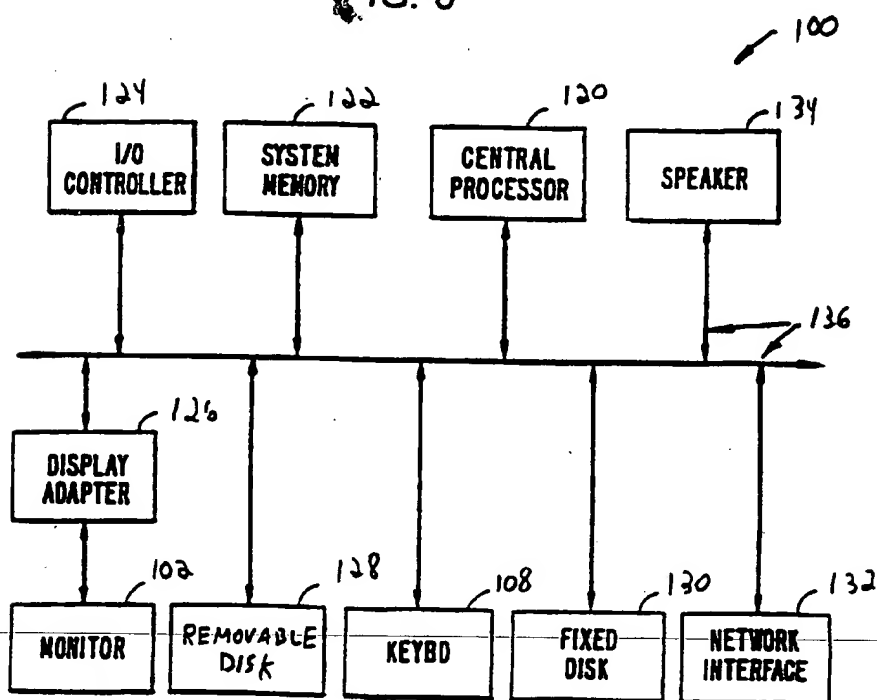 100
124
122
120
134
I/O
CONTROLLER
SYSTEM
MEMORY
CENTRAL
PROCESSOR
SPEAKER
136
126
DISPLAY
ADAPTER
102
128
108
130
132
MONITOR
REMOVABLE
DISK
KEYBD
FIXED
DISK
NETWORK
INTERFACE